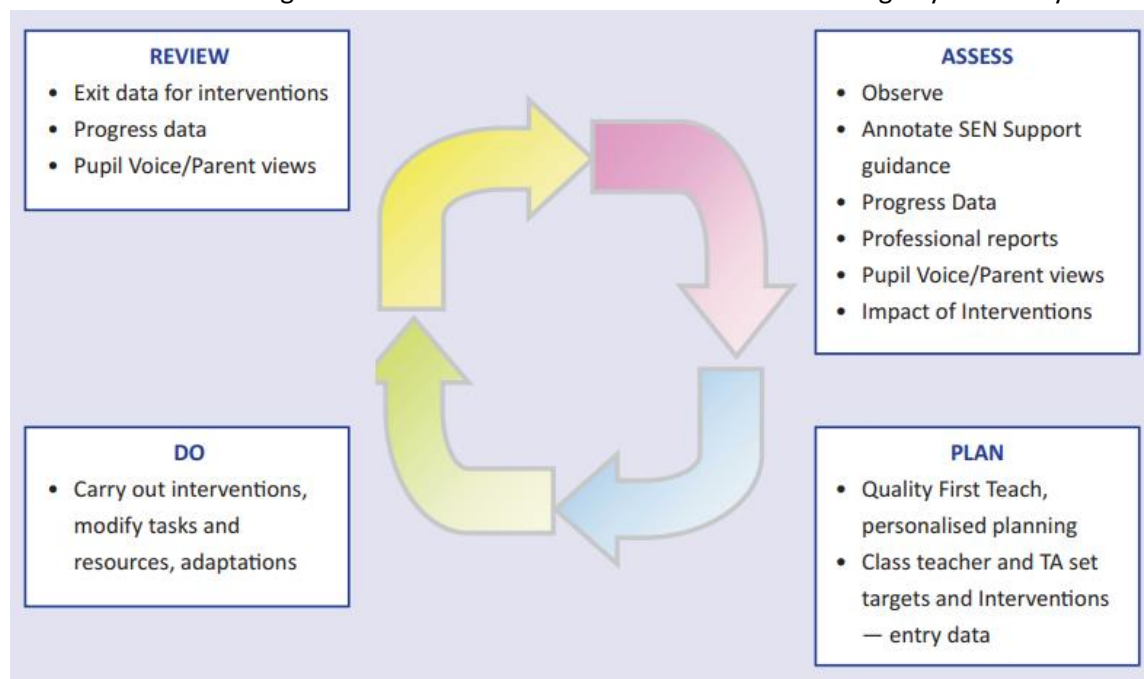 REVIEW
• Exit data for interventions
• Progress data
• Pupil Voice/Parent views
ASSESS
• Observe
• Annotate SEN Support
guidance
• Progress Data
• Professional reports
• Pupil Voice/Parent views
• Impact of Interventions
DO
• Carry out interventions,
modify tasks and
resources, adaptations
PLAN
• Quality First Teach,
personalised planning
• Class teacher and TA set
targets and Interventions
— entry data